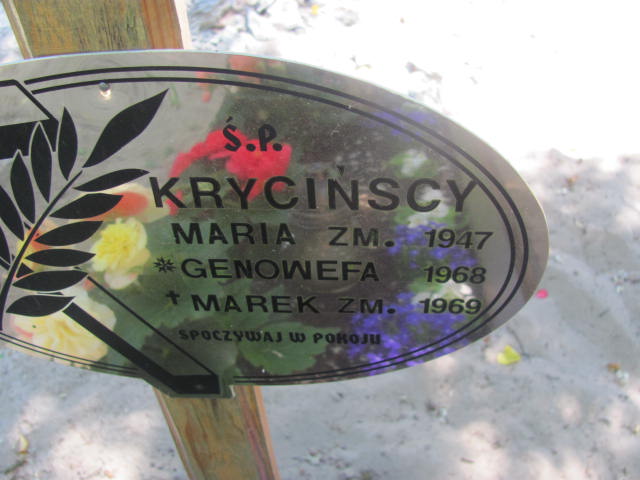 Ś.P.
KRYCIŃSCY
MARIA ZM. 1947
*GENOWEFA 1968
† MAREK ZM. 1969
SPOCZYWAJ W POKOJU